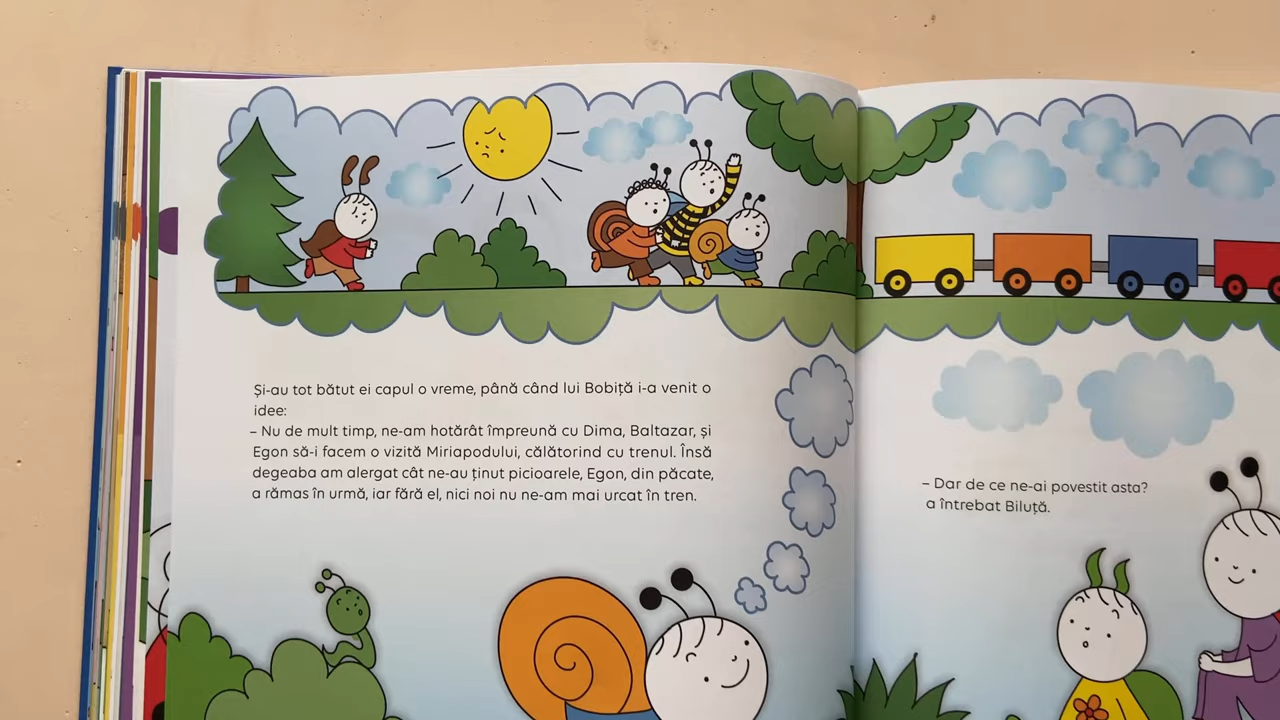 Și-au tot bătut ei capul o vreme, până când lui Bobiță i-a venit o
idee:
– Nu de mult timp, ne-am hotărât împreună cu Dima, Baltazar, și
Egon să-i facem o vizită Miriapodului, călătorind cu trenul. Însă
degeaba am alergat cât ne-au ținut picioarele, Egon, din păcate,
a rămas în urmă, iar fără el, nici noi nu ne-am mai urcat în tren.
– Dar de ce ne-ai povestit asta?
a întrebat Biluță.